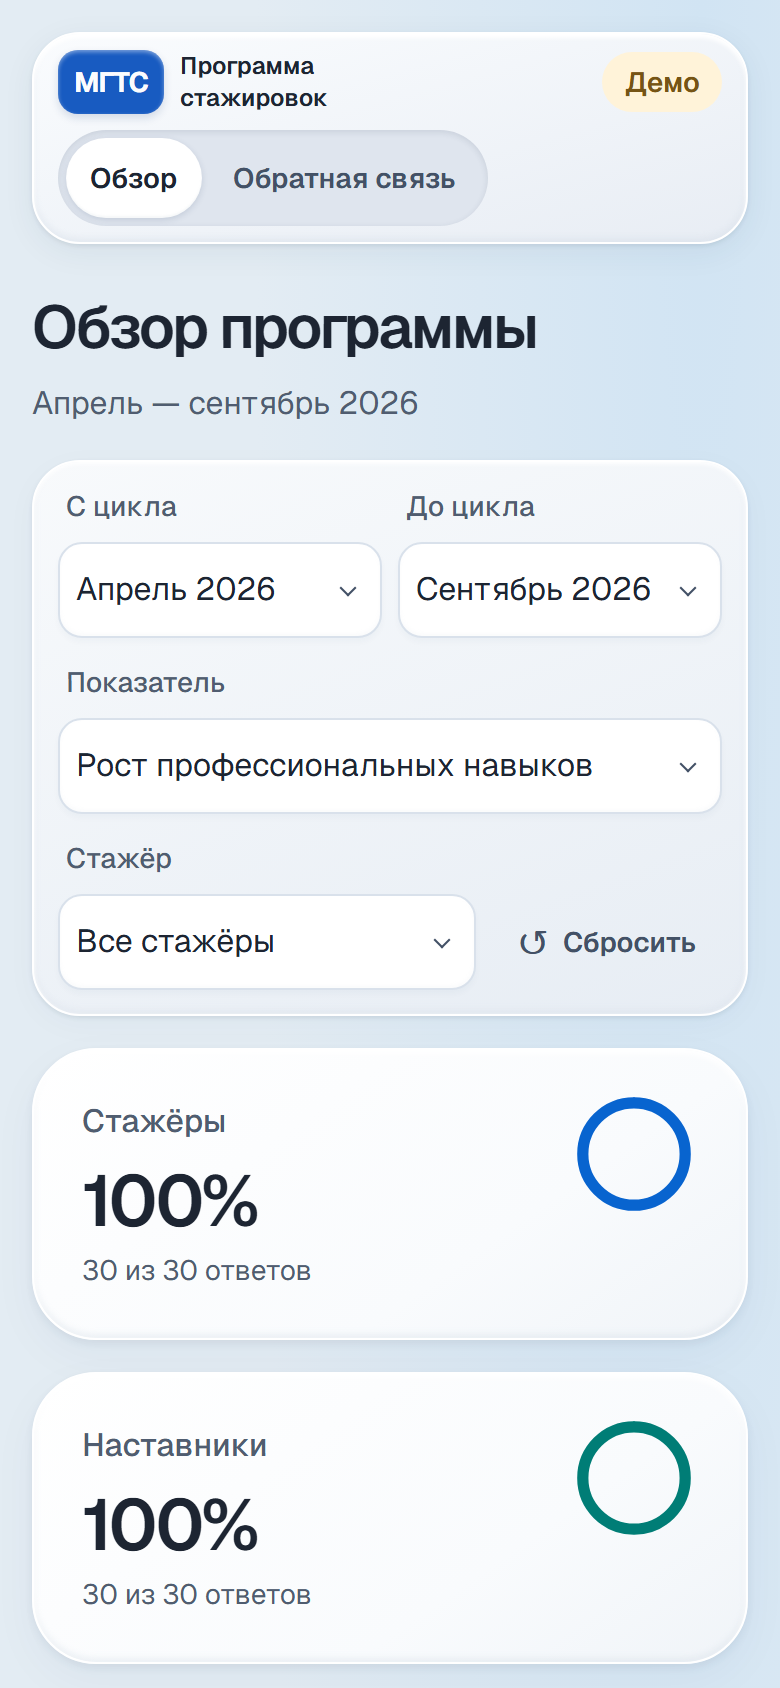 МГТС
Программа
стажировок
Демо
Обзор
Обратная связь
Обзор программы
Апрель — сентябрь 2026
С цикла
До цикла
Апрель 2026
Сентябрь 2026
Показатель
Рост профессиональных навыков
Стажёр
Все стажёры
Сбросить
Стажёры
100%
30 из 30 ответов
Наставники
100%
30 из 30 ответов